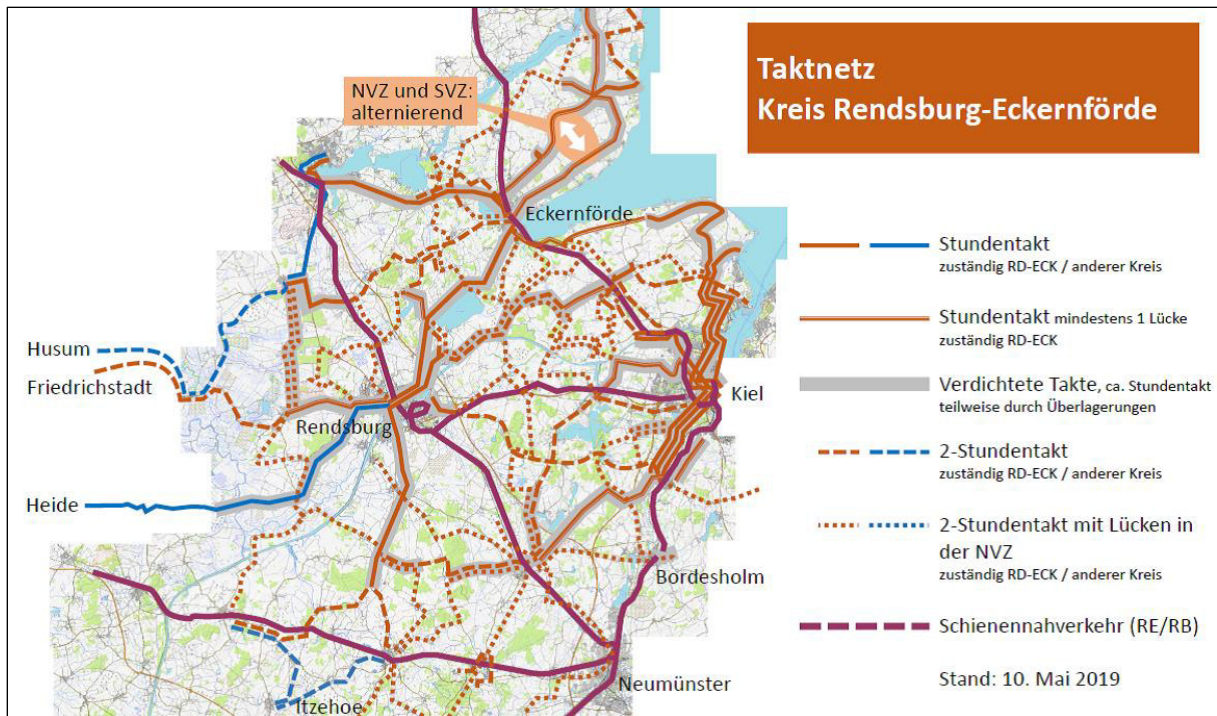 Taktnetz
Kreis Rendsburg-Eckernförde
NVZ und SVZ:
alternierend
Eckernförde
Husum
Friedrichstadt
Rendsburg
Kiel
Heide
Bordesholm
Neumünster
Itzehoe
Stundentakt
zuständig RD-ECK / anderer Kreis
Stundentakt mindestens 1 Lücke
zuständig RD-ECK
Verdichtete Takte, ca. Stundentakt
teilweise durch Überlagerungen
2-Stundentakt
zuständig RD-ECK / anderer Kreis
2-Stundentakt mit Lücken in
der NVZ
zuständig RD-ECK / anderer Kreis
Schienennahverkehr (RE/RB)
Stand: 10. Mai 2019